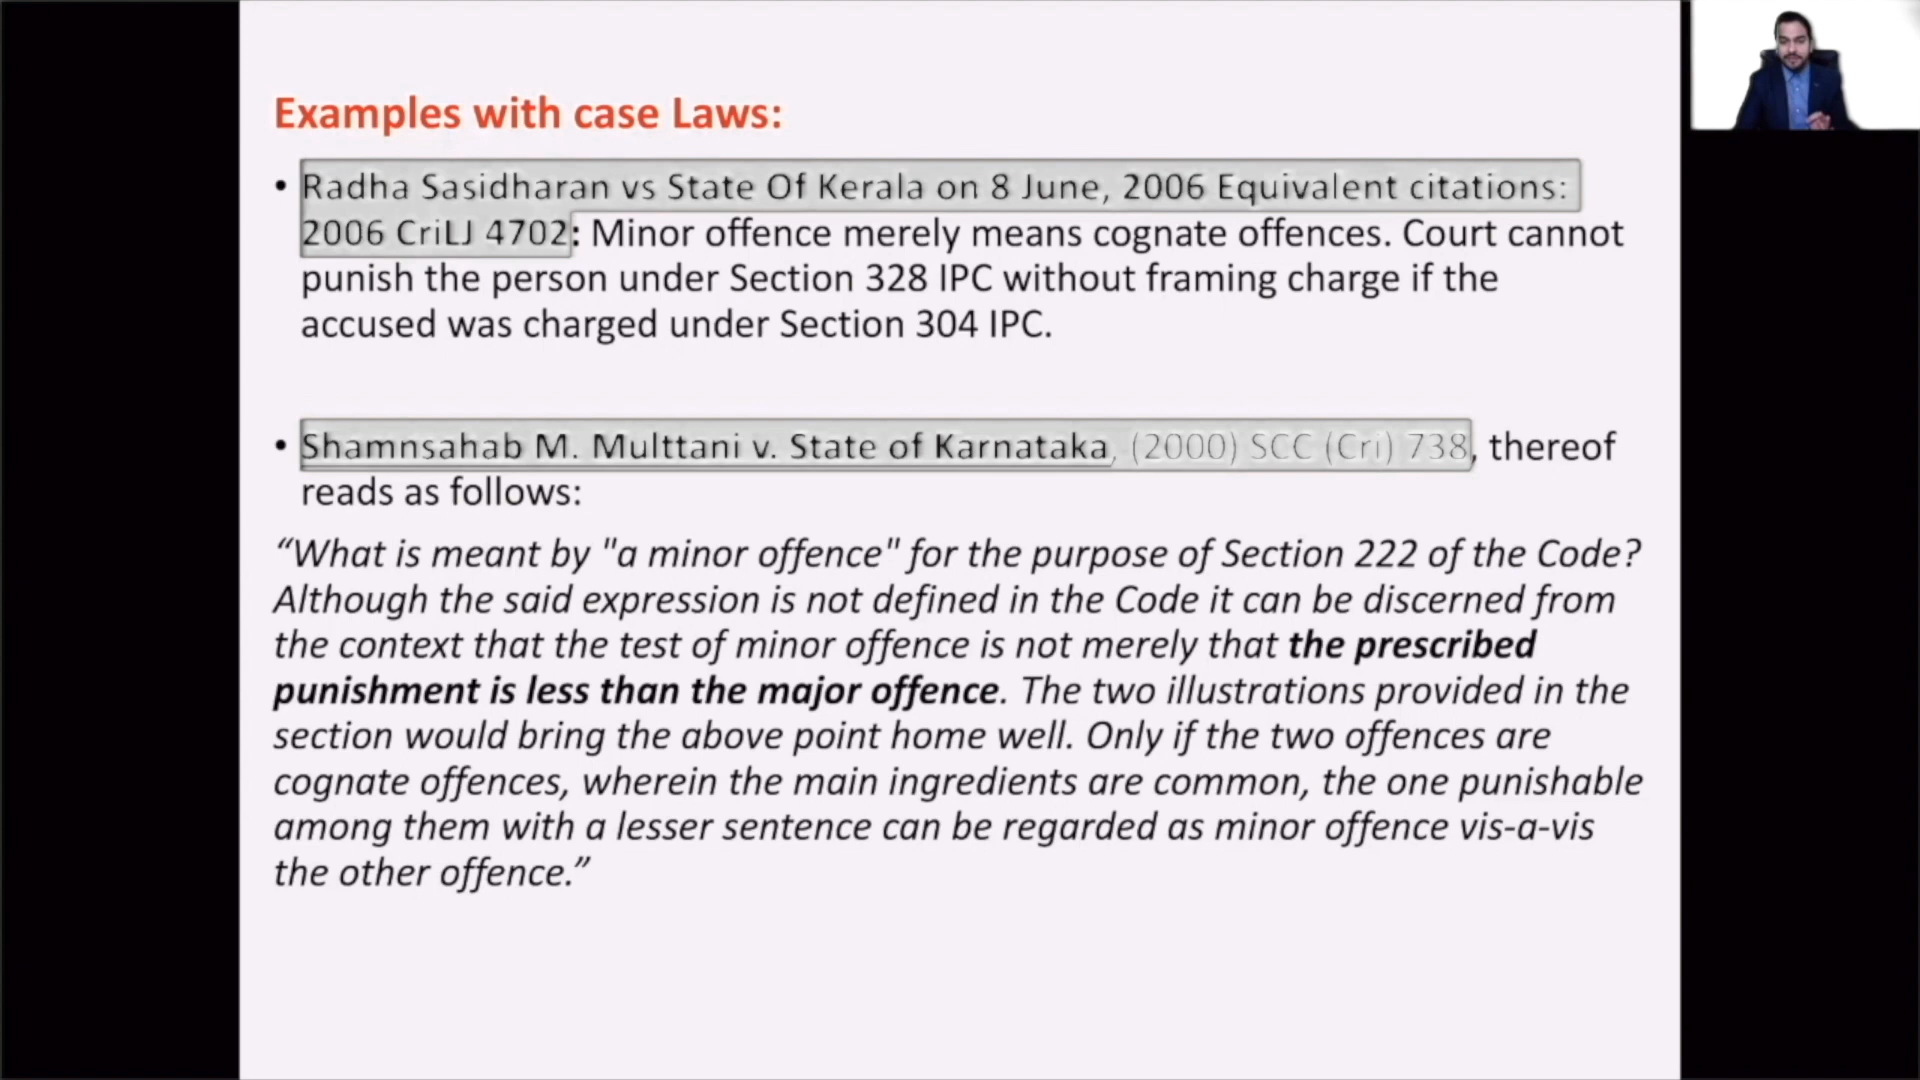 Examples with case Laws:
• Radha Sasidharan vs State Of Kerala on 8 June, 2006 Equivalent citations:
2006 CriLJ 4702: Minor offence merely means cognate offences. Court cannot
punish the person under Section 328 IPC without framing charge if the
accused was charged under Section 304 IPC.
• Shamnsahab M. Multtani v. State of Karnataka, (2000) SCC (Cri) 738, thereof
reads as follows:
“What is meant by "a minor offence" for the purpose of Section 222 of the Code?
Although the said expression is not defined in the Code it can be discerned from
the context that the test of minor offence is not merely that the prescribed
punishment is less than the major offence. The two illustrations provided in the
section would bring the above point home well. Only if the two offences are
cognate offences, wherein the main ingredients are common, the one punishable
among them with a lesser sentence can be regarded as minor offence vis-a-vis
the other offence.”